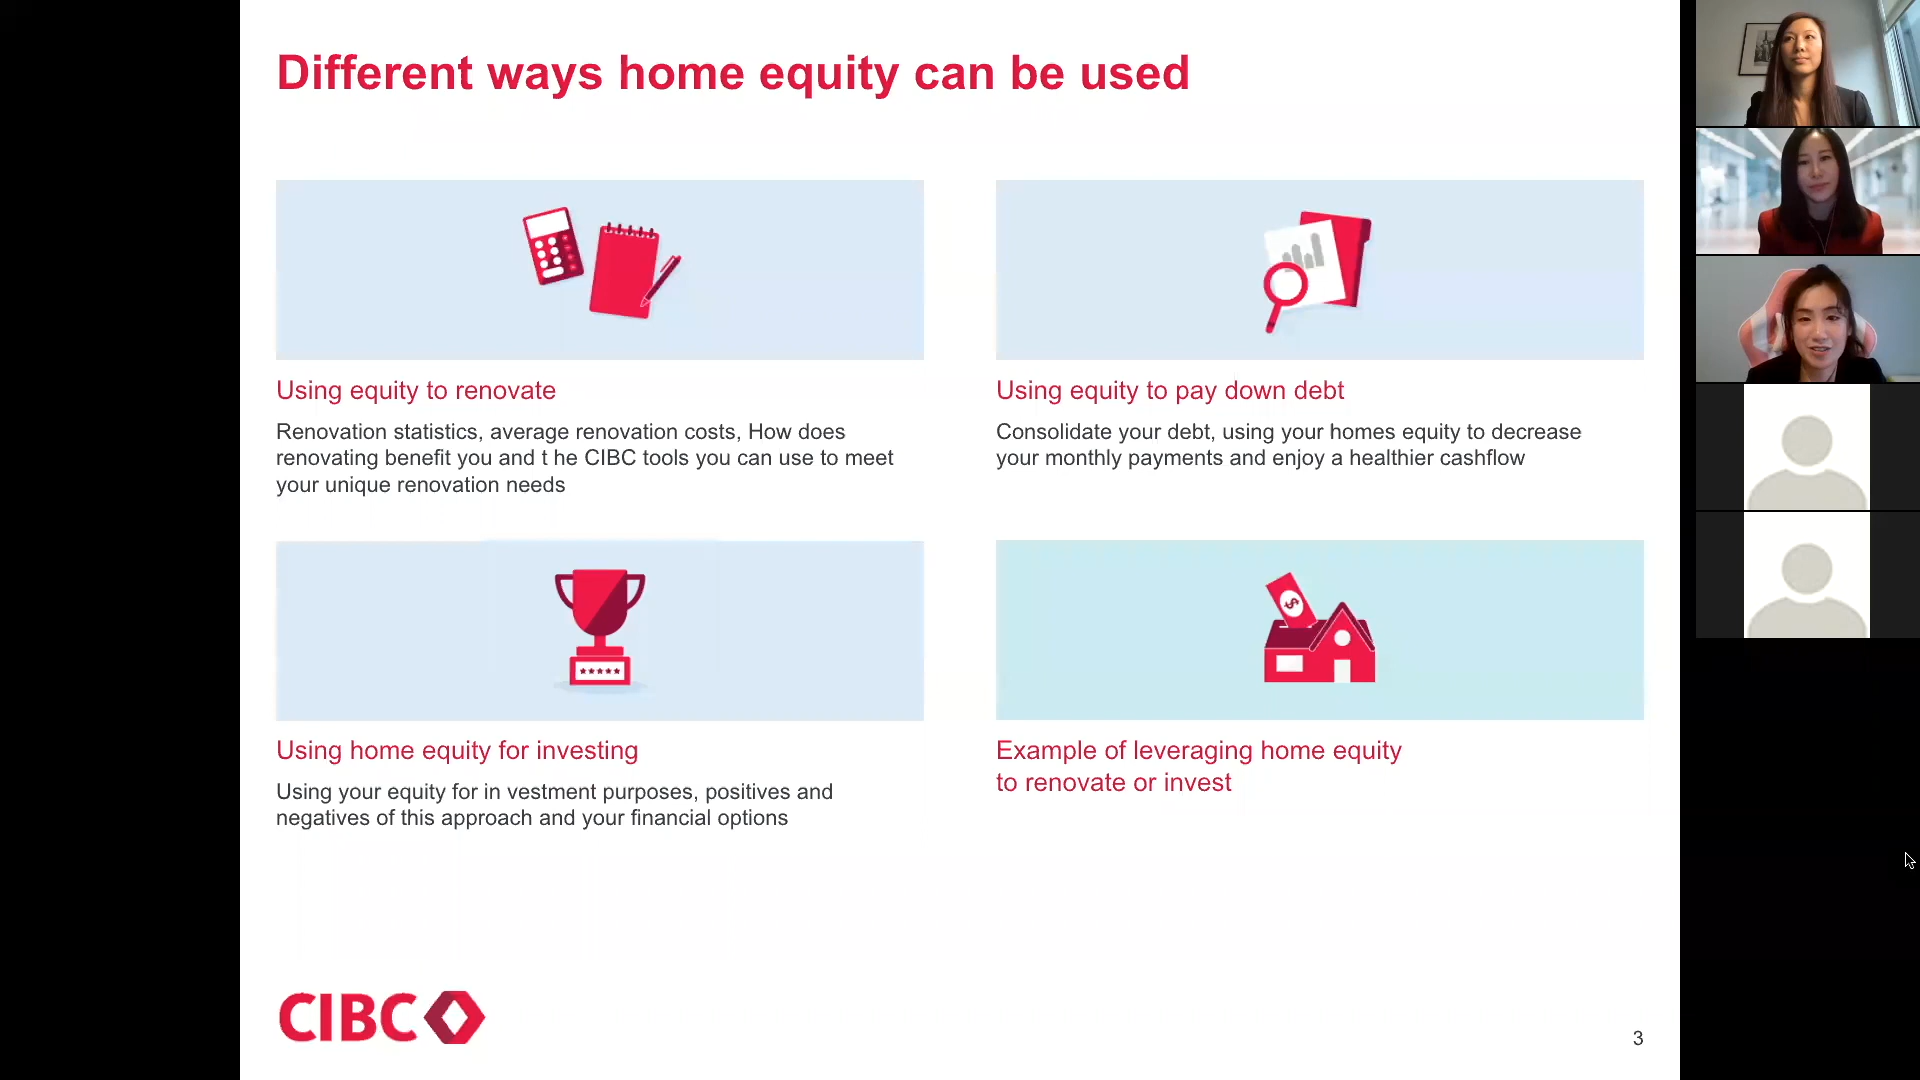 Different ways home equity can be used
Using equity to renovate
Renovation statistics, average renovation costs, How does
renovating benefit you and t he CIBC tools you can use to meet
your unique renovation needs
Using equity to pay down debt
Consolidate your debt, using your homes equity to decrease
your monthly payments and enjoy a healthier cashflow
$
Using home equity for investing
Using your equity for in vestment purposes, positives and
negatives of this approach and your financial options
Example of leveraging home equity
to renovate or invest
CIBC
3